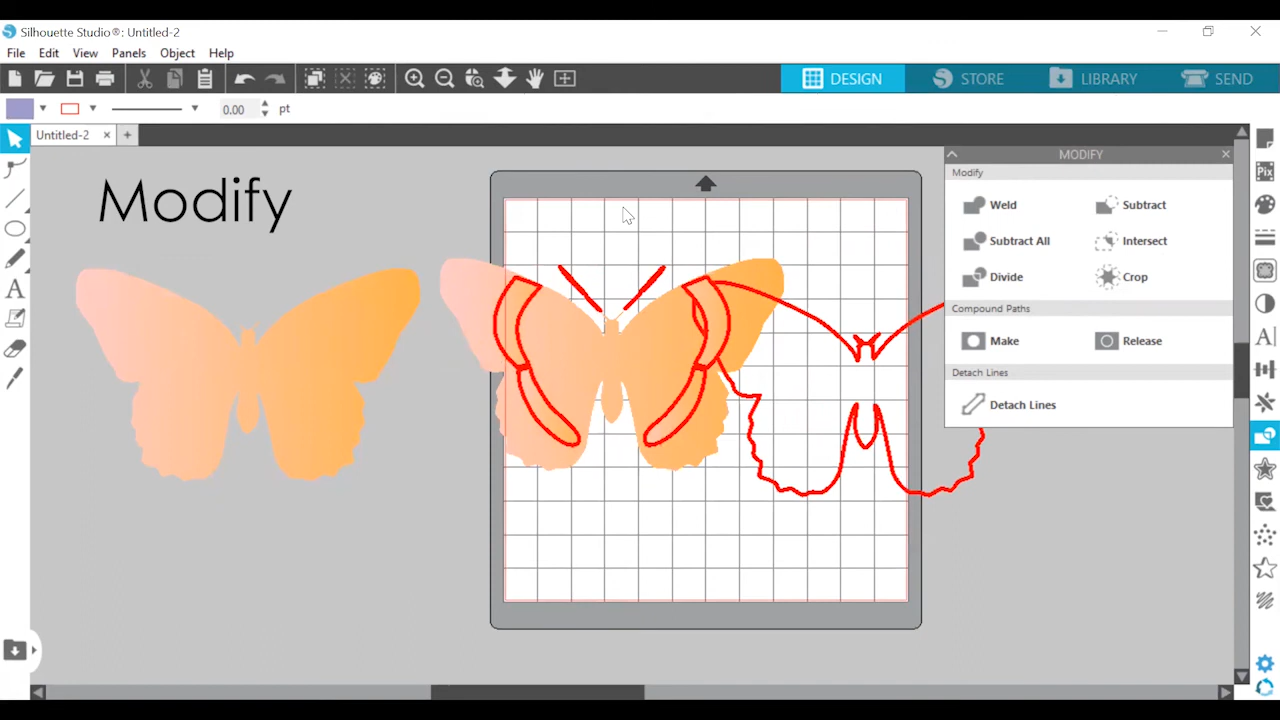 Silhouette Studio®: Untitled-2
File Edit View Panels Object Help
DESIGN STORE LIBRARY SEND
0.00 pt
Untitled-2 × +
MODIFY
Modify
Modify
Weld Subtract
Subtract All Intersect
Divide Crop
Compound Paths
Make Release
Detach Lines
Detach Lines
A
Pix
A